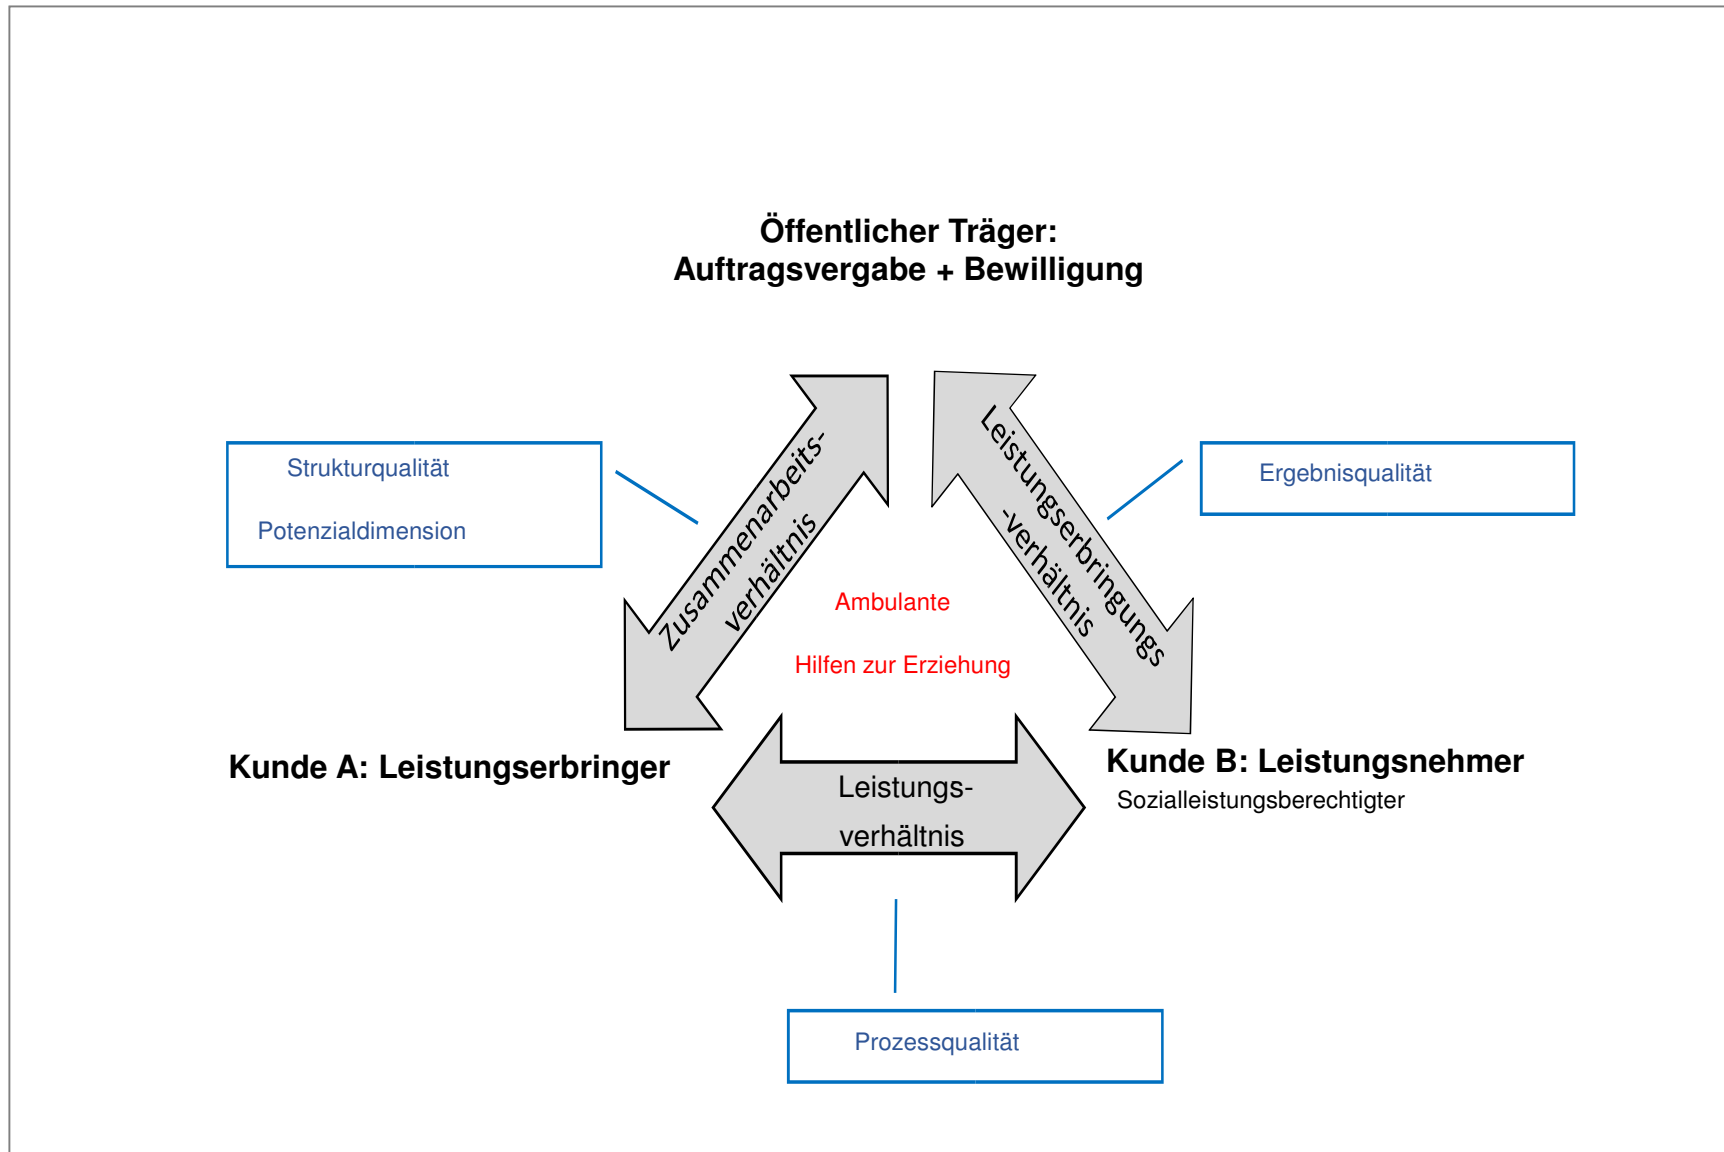 Öffentlicher Träger:
Auftragsvergabe + Bewilligung
Strukturqualität
Potenzialdimension
Zusammenarbeits-
verhältnis
Leistungserbringungs
-verhältnis
Ergebnisqualität
Ambulante
Hilfen zur Erziehung
Kunde A: Leistungserbringer
Leistungs-
verhältnis
Kunde B: Leistungsnehmer
Sozialleistungsberechtigter
Prozessqualität